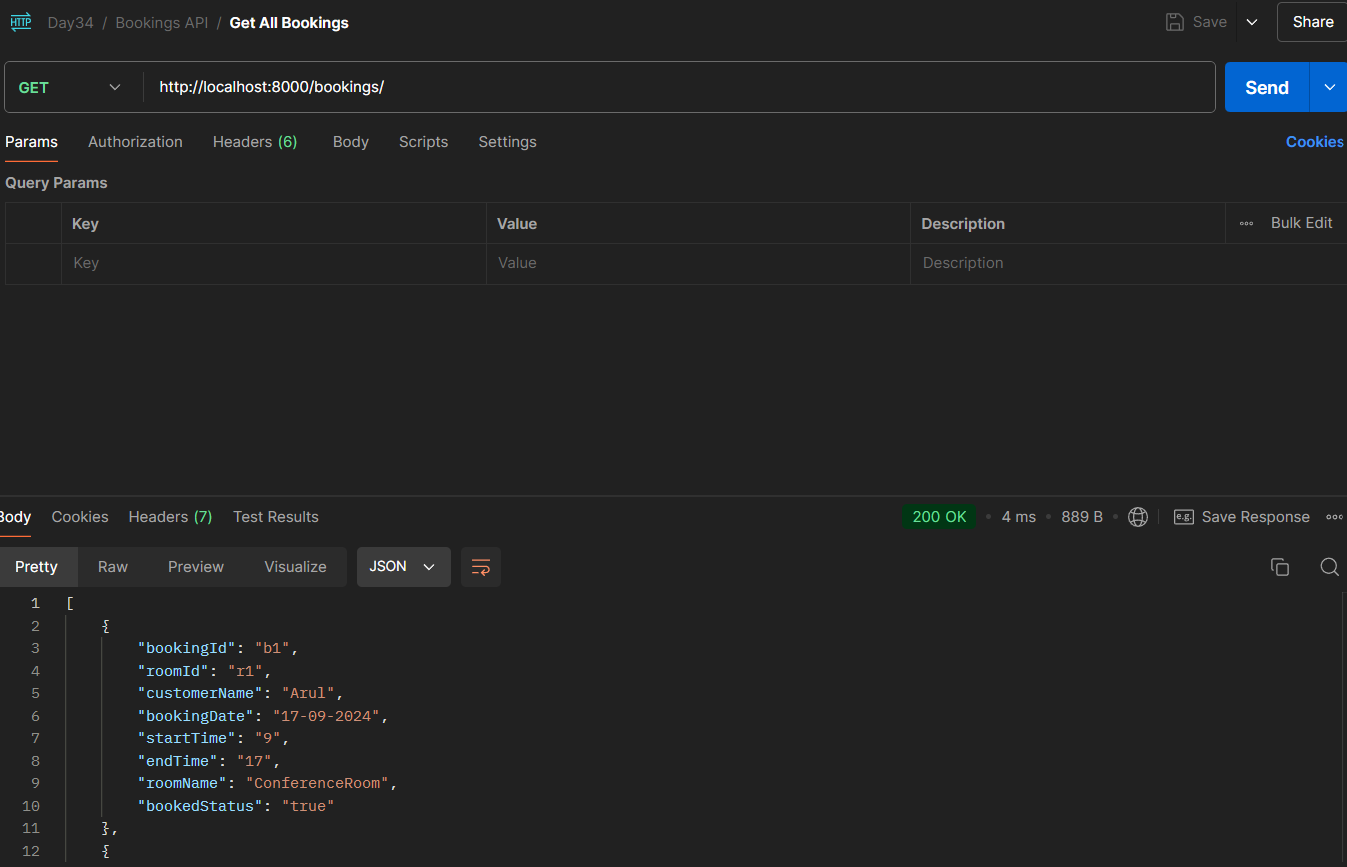 HTTP Day34 / Bookings API / Get All Bookings Save Share
GET http://localhost:8000/bookings/ Send
Params Authorization Headers (6) Body Scripts Settings Cookies
Query Params
Key Value Description Bulk Edit
Key Value Description
Body Cookies Headers (7) Test Results 200 OK • 4 ms • 889 B • e.g. Save Response
Pretty Raw Preview Visualize JSON
1 [
2 {
3 "bookingId": "b1",
4 "roomId": "r1",
5 "customerName": "Arul",
6 "bookingDate": "17-09-2024",
7 "startTime": "9",
8 "endTime": "17",
9 "roomName": "ConferenceRoom",
10 "bookedStatus": "true"
11 },
12 {